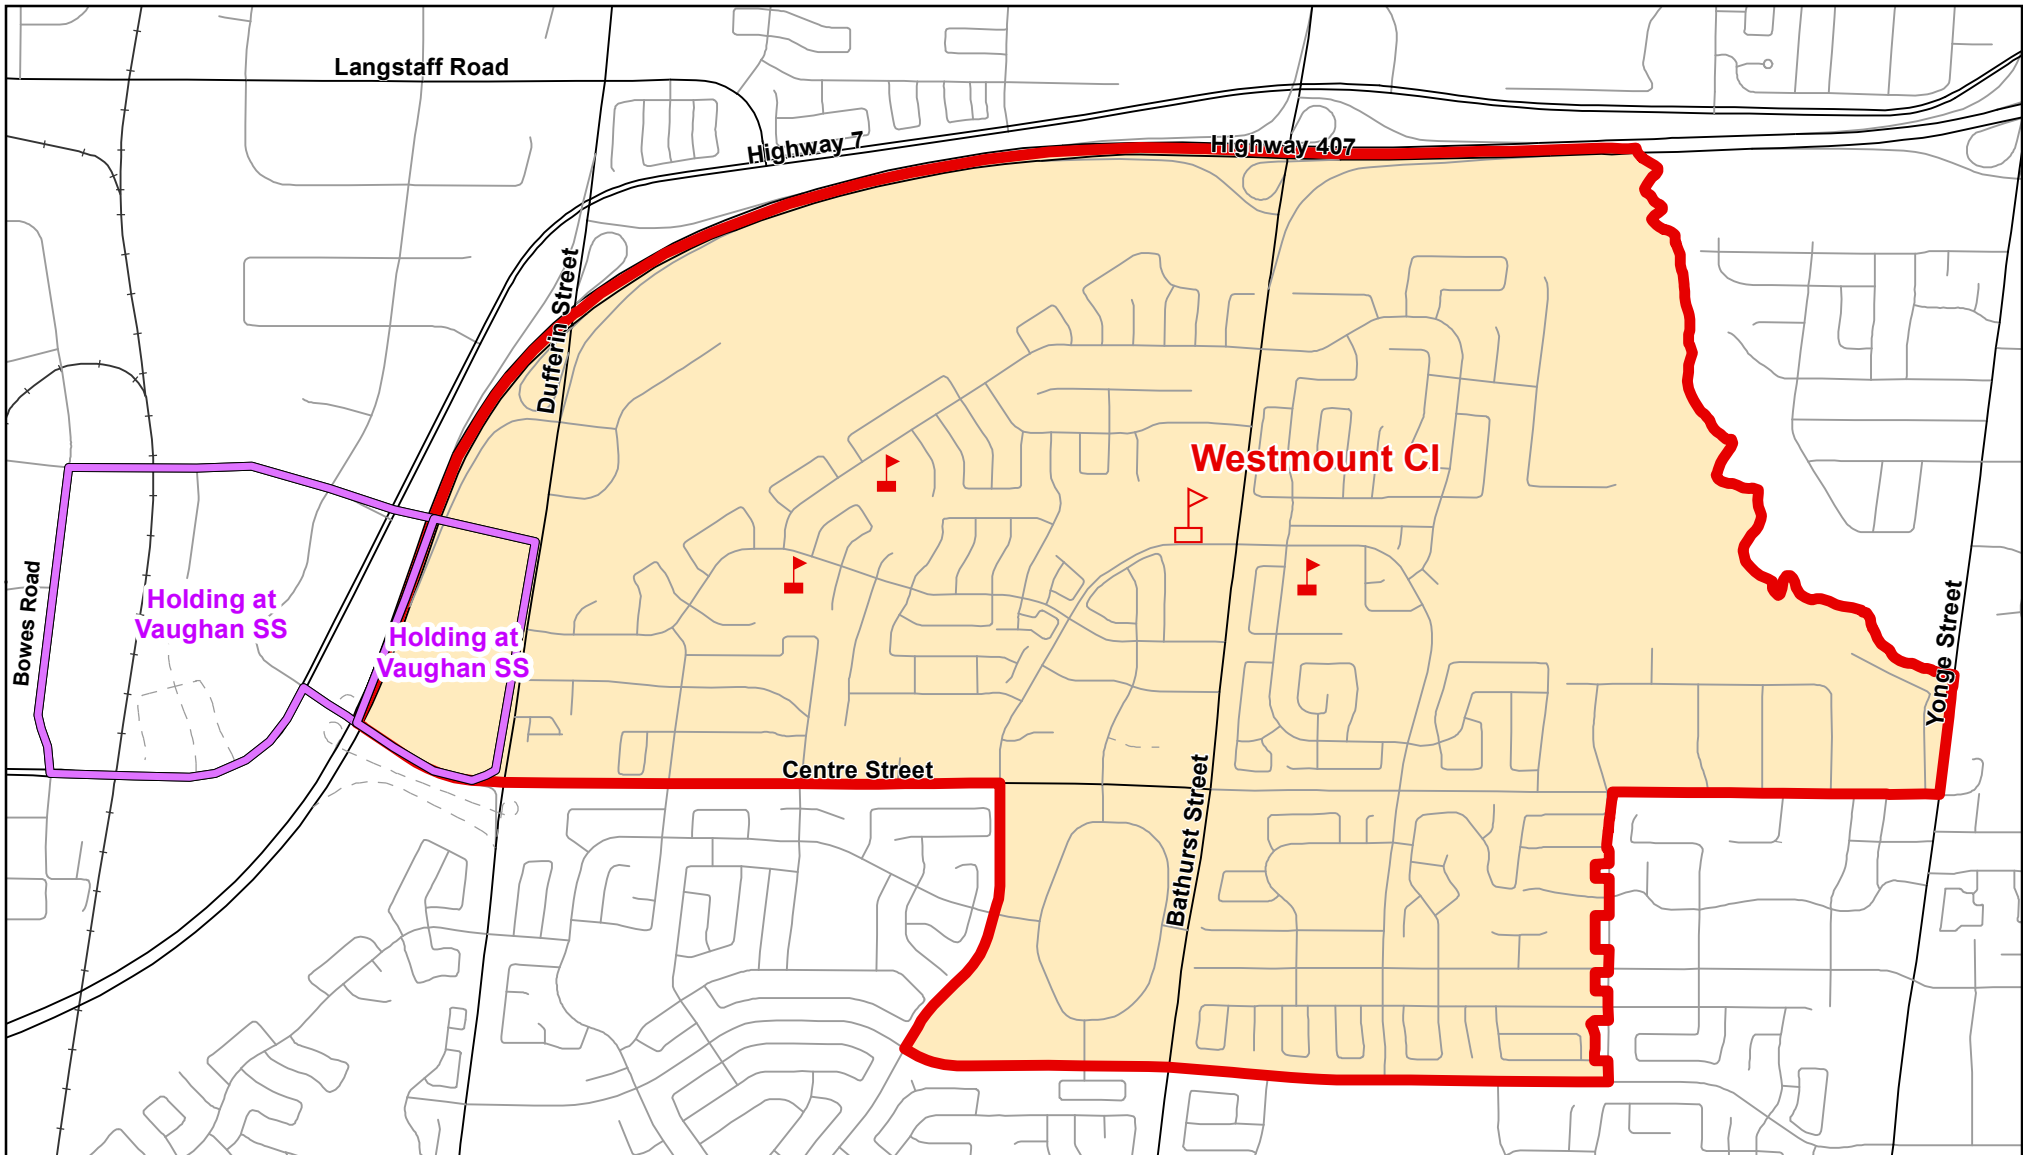 Langstaff Road
Highway 7
Highway 407
Dufferin Street
Westmount CI
Bowes Road
Holding at
Vaughan SS
Holding at
Vaughan SS
Yonge Street
Centre Street
Bathurst Street